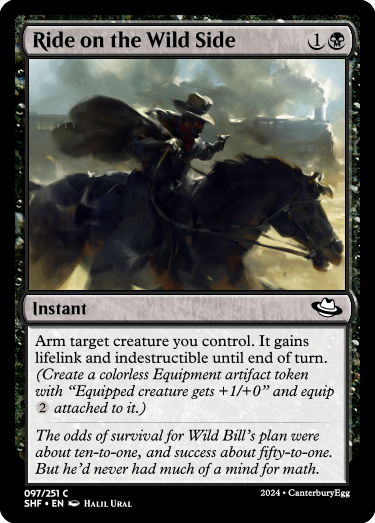 Ride on the Wild Side 1
Instant
Arm target creature you control. It gains
lifelink and indestructible until end of turn.
(Create a colorless Equipment artifact token
with “Equipped creature gets +1/+0” and equip
2 attached to it.)
The odds of survival for Wild Bill’s plan were
about ten-to-one, and success about fifty-to-one.
But he’d never had much of a mind for math.
097/251 C
SHF • EN Halil Ural
2024 • CanterburyEgg